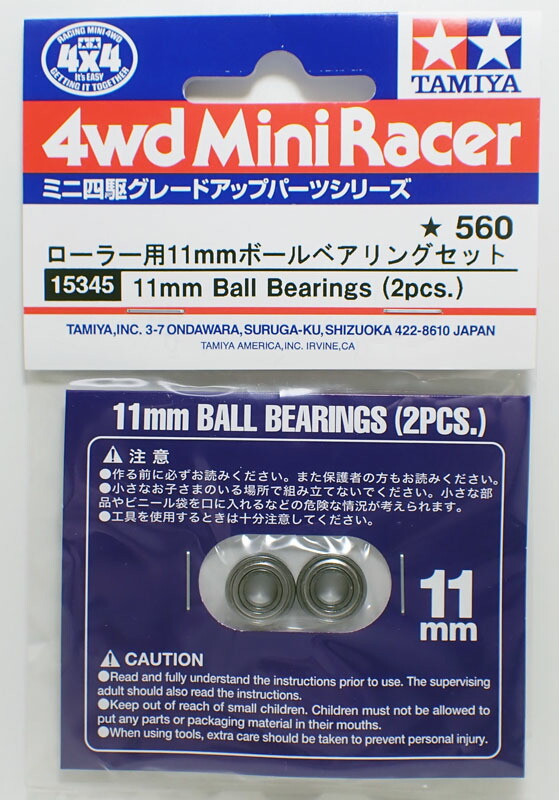 RACING MINI 4WD
4x4
It's EASY
GETTING IT TOGETHER
TAMIYA
4wd Mini Racer
ミニ四駆グレードアップパーツシリーズ
★ 560
ローラー用11mmボールベアリングセット
15345 11mm Ball Bearings (2pcs.)
TAMIYA,INC. 3-7 ONDAWARA,SURUGA-KU,SHIZUOKA 422-8610 JAPAN
TAMIYA AMERICA,INC. IRVINE,CA
11mm BALL BEARINGS (2PCS.)
注意
●作る前に必ずお読みください。また保護者の方もお読みください。
●小さなお子さまのいる場所で組み立てないでください。小さな部
品やビニール袋を口に入れるなどの危険な情況が考えられます。
●工具を使用するときは十分注意してください。
11
mm
CAUTION
●Read and fully understand the instructions prior to use. The supervising
adult should also read the instructions.
●Keep out of reach of small children. Children must not be allowed to
put any parts or packaging material in their mouths.
●When using tools, extra care should be taken to prevent personal injury.